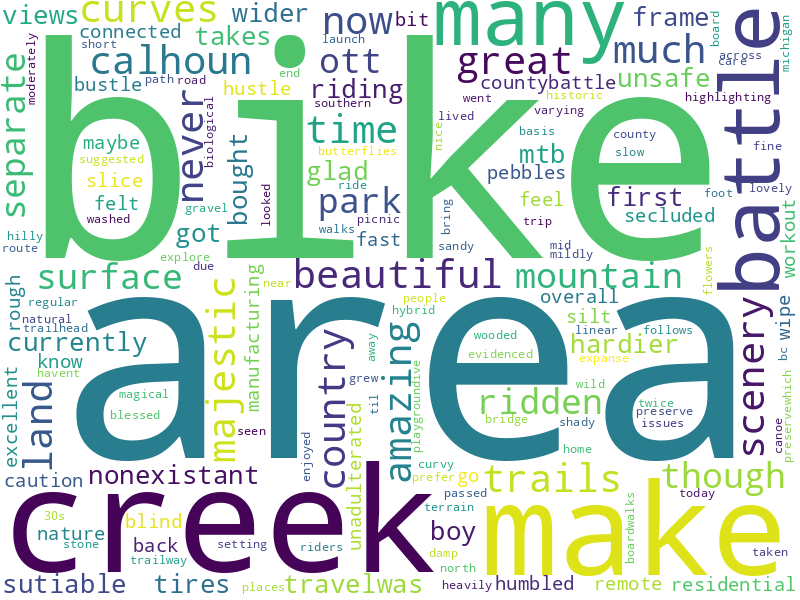 views
curves
connected
wider
now
bit
many
frame
board
michigan
short
takes
launch
across
moderately
calhoun
ott
great
much
care
bustle
path
road
end
hustle
riding
countybattle
unsafe
separate
biological
southern
went
historic
highlighting
battle
never
time
lived
varying
bike
maybe
butterflies
nice
basis
county
suggested
mtb
slow
fine
slice
bought
glad
ride
pebbles
felt
looked
park
feel
first
foot
lovely
washed
gravel
picnic
bring
trip
secluded
hilly
got
walks
fast
sandy
mid
workout
route
explore
due
mildly
flowers
surface
near
beautiful
mountain
rough
regular
manufacturing
people
overall
scenery
wipe
natural
majestic
hybrid
silt
trailhead
area
wooded
linear
follows
bc
currently
country
away
amazing
evidenced
hardier
expanse
know
til
excellent
land
havent
magical
grew
playgroundive
ridden
wild
twice
blessed
bridge
shady
preserve
issues
canoe
preservewhich
seen
enjoyed
unadulterated
curvy
home
caution
nonexistant
prefer
go
trails
though
creek
passed
make
today
30s
blind
boy
terrain
boardwalks
nature
stone
back
setting
riders
damp
taken
trailway
north
sutiable
tires
places
travelwas
heavily
humbled
remote
residential